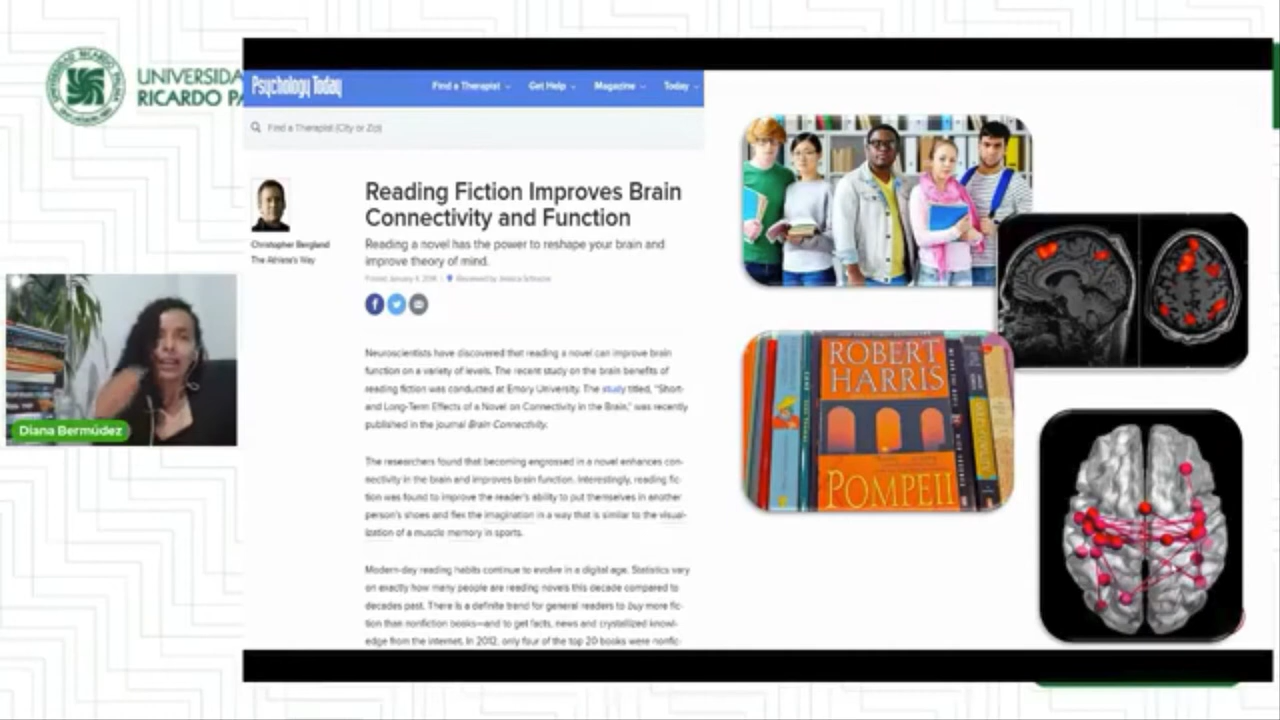 UNIVERSIDA
RICARDO PA
Psychology Today
Find a Therapist
Get Help
Magazine
Today
Find a Therapist (City or Zip)
Christopher Bergland
The Athlete's Way
Reading Fiction Improves Brain
Connectivity and Function
Reading a novel has the power to reshape your brain and
improve theory of mind.
Posted January 4, 2014 | Reviewed by Jessica Schrader
Neuroscientists have discovered that reading a novel can improve brain
function on a variety of levels. The recent study on the brain benefits of
reading fiction was conducted at Emory University. The study titled, "Short-
and Long-Term Effects of a Novel on Connectivity in the Brain," was recently
published in the journal Brain Connectivity.
The researchers found that becoming engrossed in a novel enhances con-
nectivity in the brain and improves brain function. Interestingly, reading fic-
tion was found to improve the reader's ability to put themselves in another
person's shoes and flex the imagination in a way that is similar to the visual-
ization of a muscle memory in sports.
Modern-day reading habits continue to evolve in a digital age. Statistics vary
on exactly how many people are reading novels this decade compared to
decades past. There is a definite trend for general readers to buy more fic-
tion than nonfiction books—and to get facts, news and crystallized knowl-
edge from the internet. In 2012, only four of the top 20 books were nonfic-
ROBERT
HARRIS
POMPEII
Diana Bermúdez